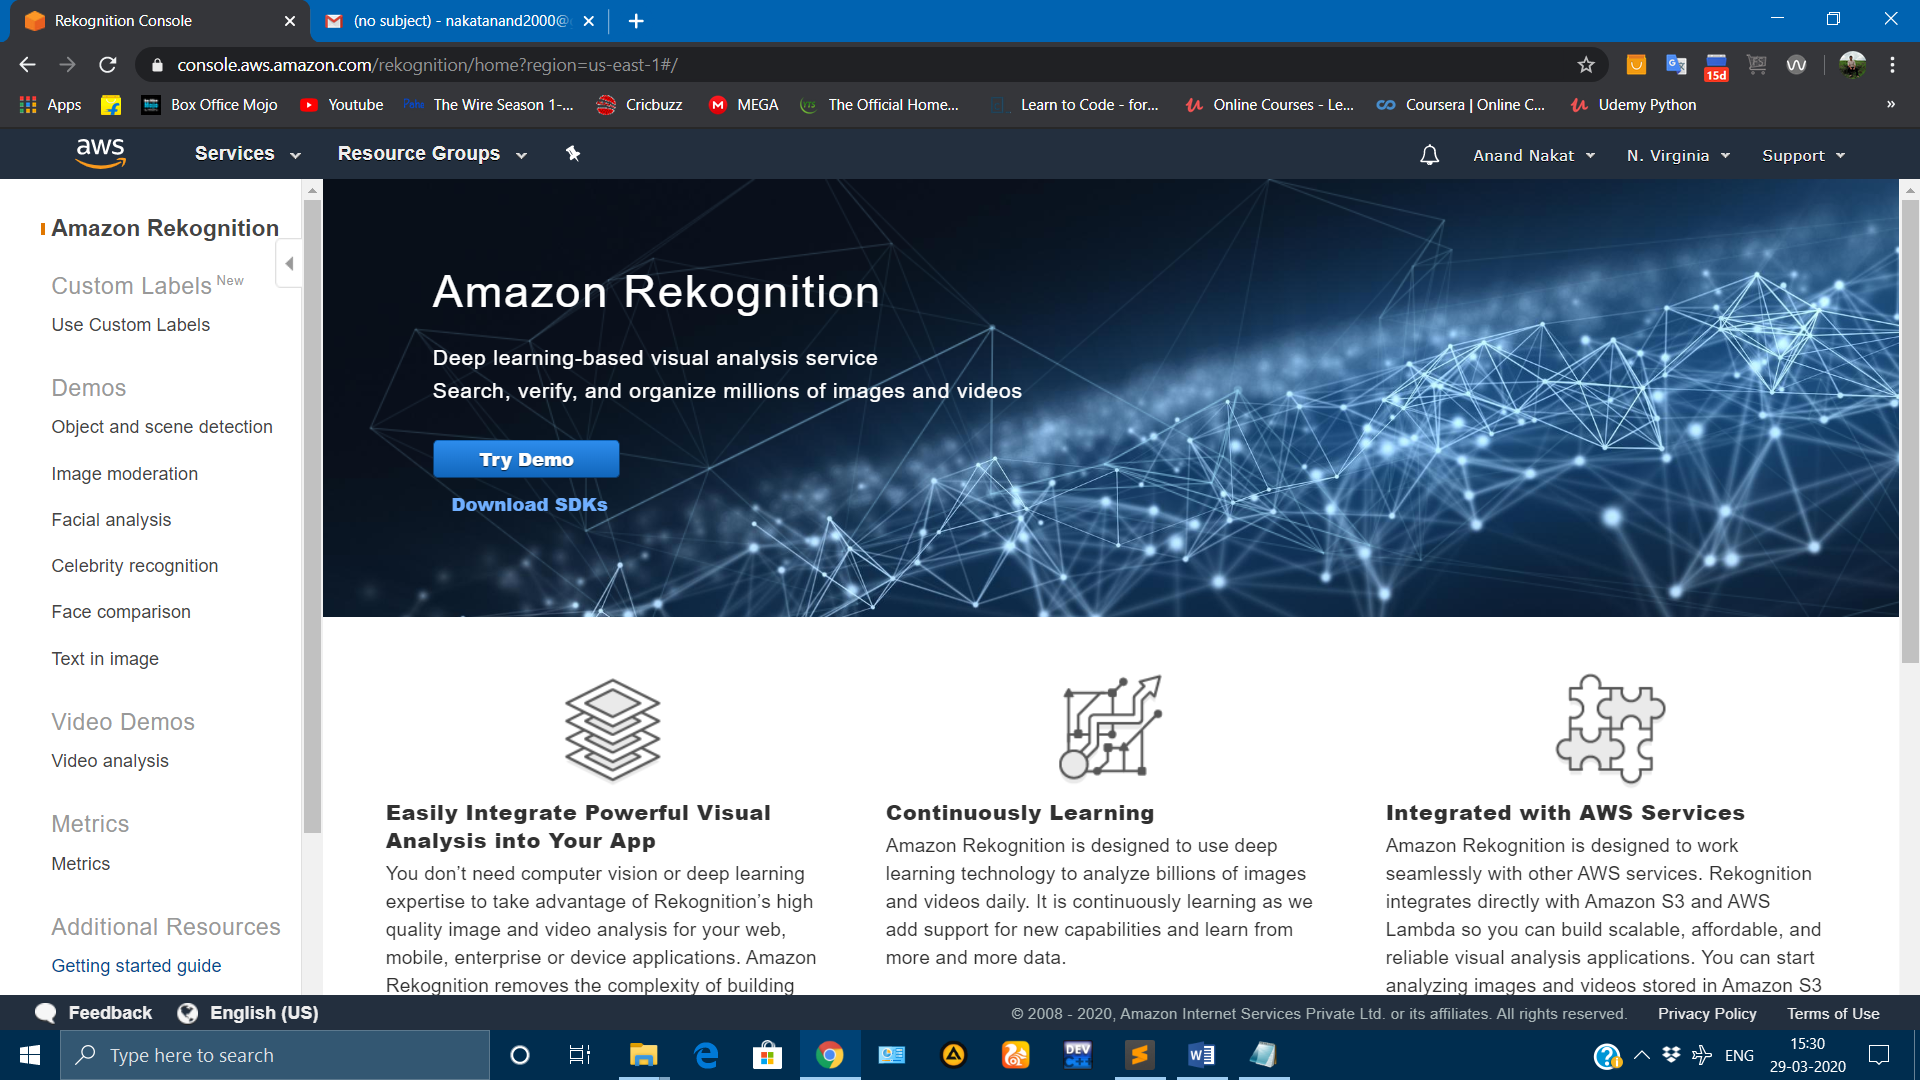 Rekognition Console
(no subject) - nakatanand2000@
console.aws.amazon.com/rekognition/home?region=us-east-1#/
15d
Apps
Box Office Mojo
Youtube
The Wire Season 1-...
Cricbuzz
MEGA
The Official Home...
Learn to Code - for...
Online Courses - Le...
Coursera | Online C...
Udemy Python
»
aws
Services
Resource Groups
Anand Nakat
N. Virginia
Support
Amazon Rekognition
Custom Labels New
Use Custom Labels
Demos
Object and scene detection
Image moderation
Facial analysis
Celebrity recognition
Face comparison
Text in image
Video Demos
Video analysis
Metrics
Metrics
Additional Resources
Getting started guide
Amazon Rekognition
Deep learning-based visual analysis service
Search, verify, and organize millions of images and videos
Try Demo
Download SDKs
Easily Integrate Powerful Visual
Analysis into Your App
You don’t need computer vision or deep learning
expertise to take advantage of Rekognition’s high
quality image and video analysis for your web,
mobile, enterprise or device applications. Amazon
Rekognition removes the complexity of building
Continuously Learning
Amazon Rekognition is designed to use deep
learning technology to analyze billions of images
and videos daily. It is continuously learning as we
add support for new capabilities and learn from
more and more data.
Integrated with AWS Services
Amazon Rekognition is designed to work
seamlessly with other AWS services. Rekognition
integrates directly with Amazon S3 and AWS
Lambda so you can build scalable, affordable, and
reliable visual analysis applications. You can start
analyzing images and videos stored in Amazon S3
Feedback
English (US)
© 2008 - 2020, Amazon Internet Services Private Ltd. or its affiliates. All rights reserved.
Privacy Policy
Terms of Use
Type here to search
DEV
C++
ENG
15:30
29-03-2020